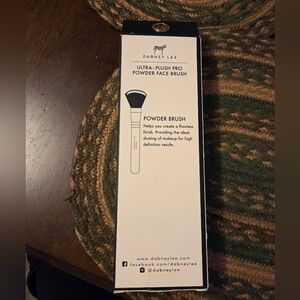 DABNEY LEE
ULTRA-PLUSH PRO
POWDER FACE BRUSH
POWDER BRUSH
Helps you create a flawless
finish. Providing the ideal
dusting of makeup for high
definition results.
www.dabneylee.com
facebook.com/dabneylee
@dabneylee